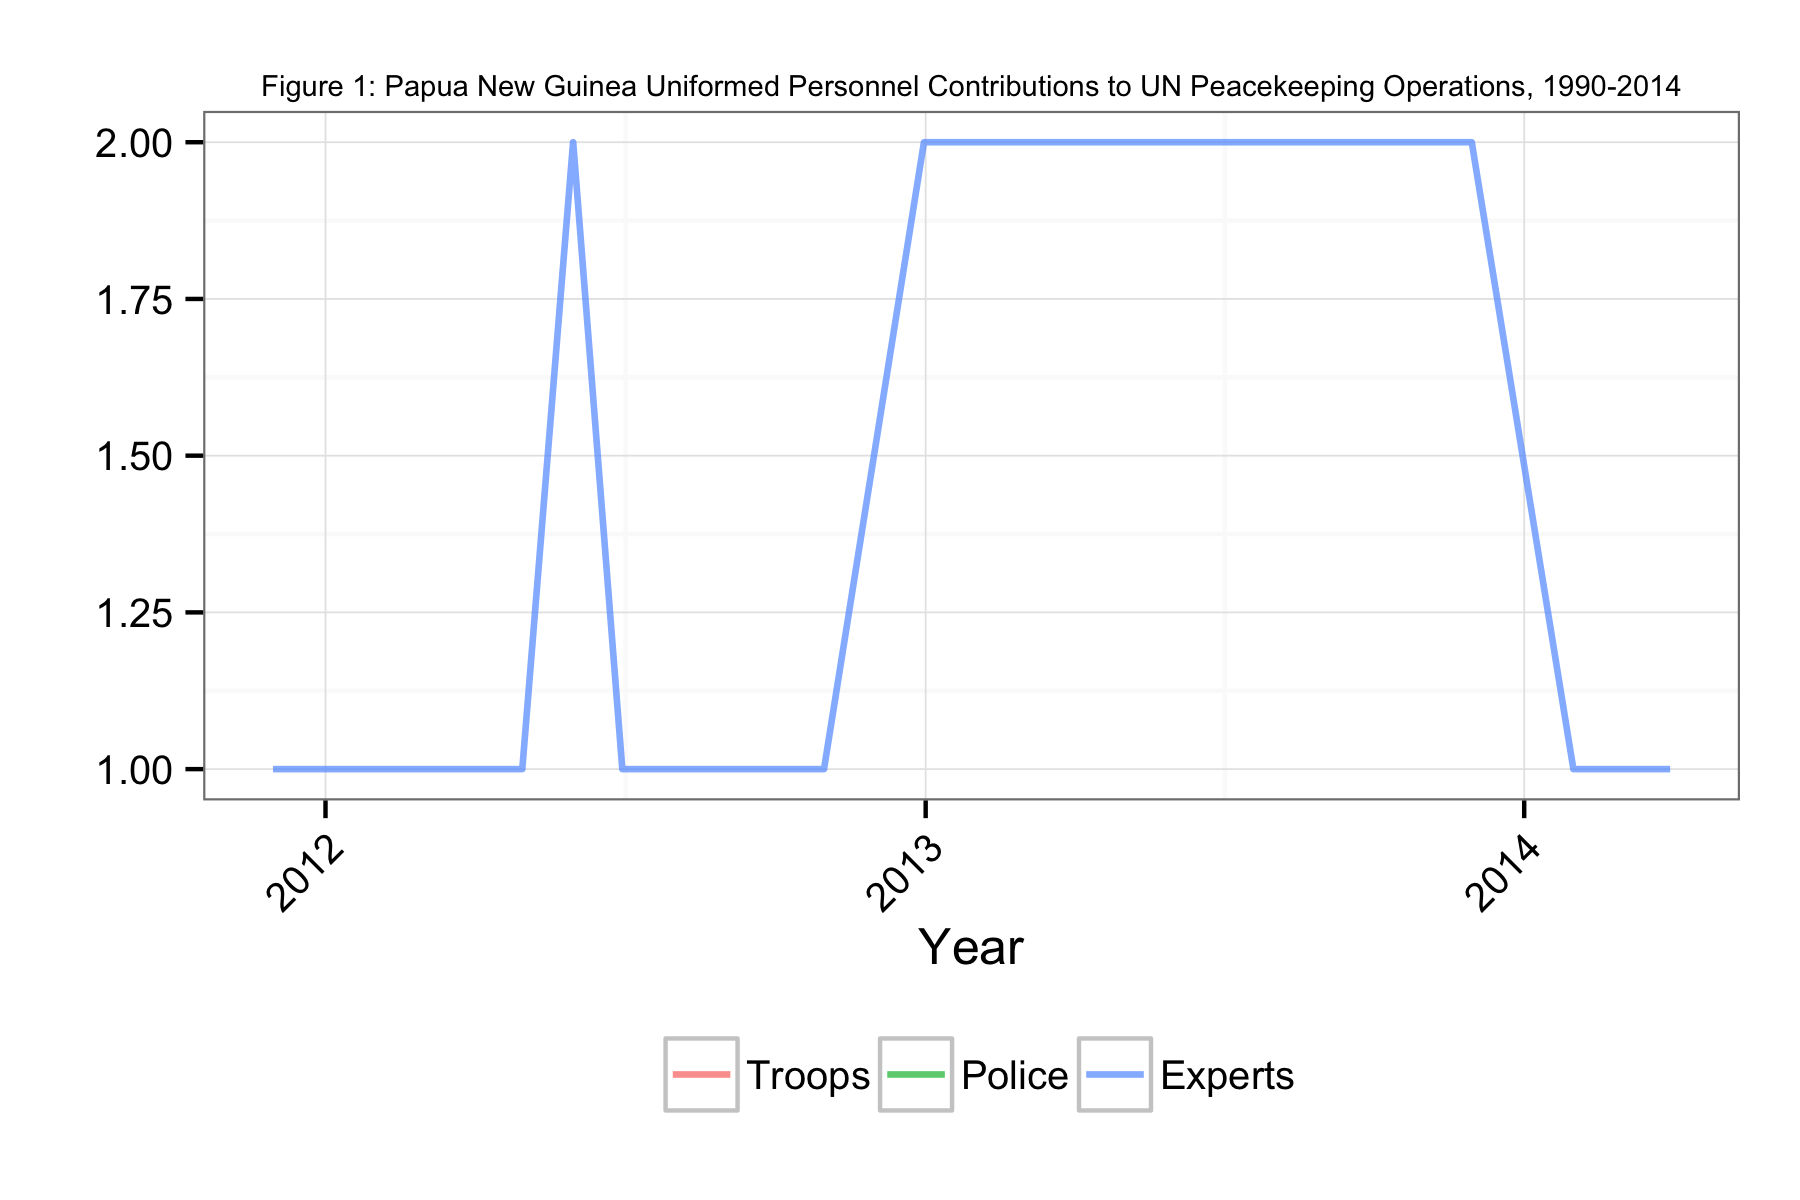 Figure 1: Papua New Guinea Uniformed Personnel Contributions to UN Peacekeeping Operations, 1990-2014
2.00
1.75
1.50
1.25
1.00
2012
2013
2014
Year
Troops
Police
Experts